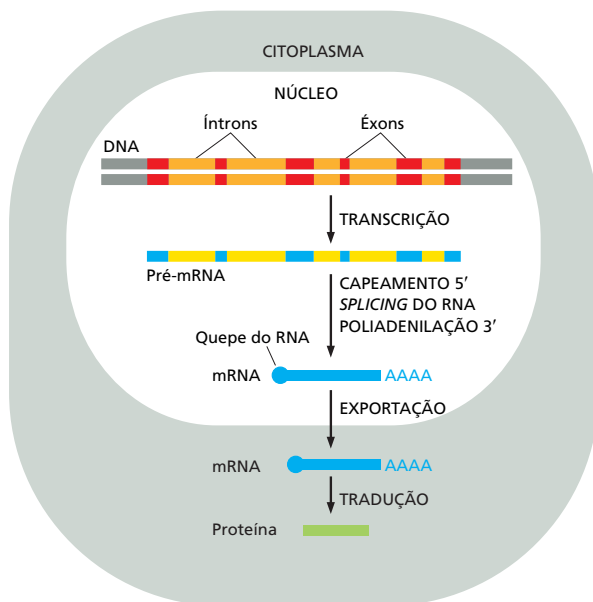 CITOPLASMA
NÚCLEO
Íntrons
Éxons
DNA
TRANSCRIÇÃO
Pré-mRNA
CAPEAMENTO 5′
SPLICING DO RNA
POLIADENILAÇÃO 3′
Quepe do RNA
mRNA
AAAA
EXPORTAÇÃO
mRNA
AAAA
TRADUÇÃO
Proteína